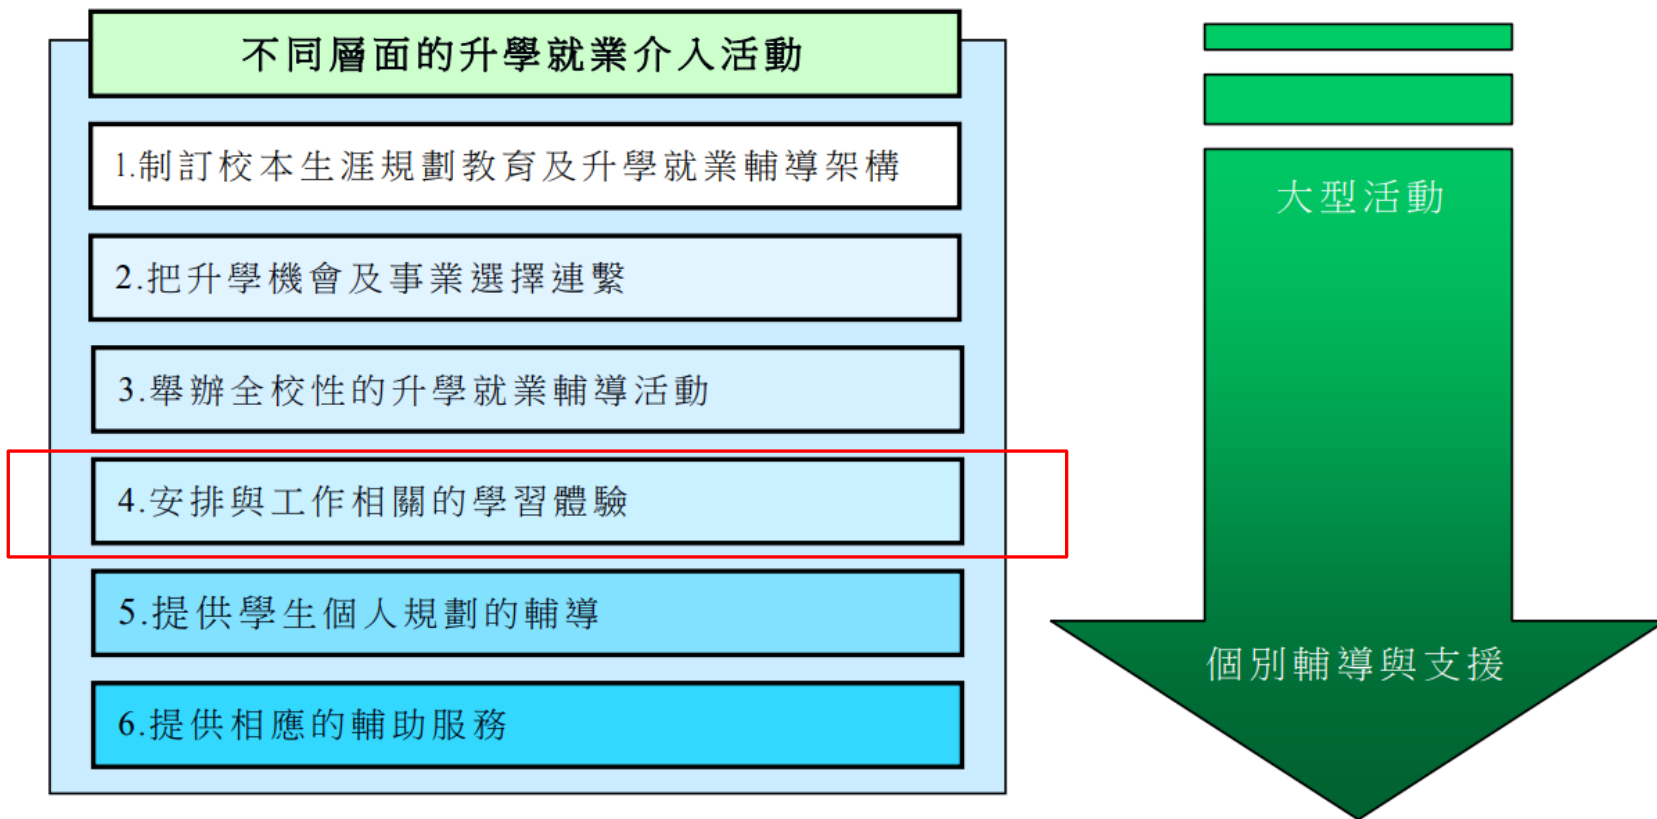 不同層面的升學就業介入活動
1.制訂校本生涯規劃教育及升學就業輔導架構
2.把升學機會及事業選擇連繫
3.舉辦全校性的升學就業輔導活動
4.安排與工作相關的學習體驗
5.提供學生個人規劃的輔導
6.提供相應的輔助服務
大型活動
個別輔導與支援